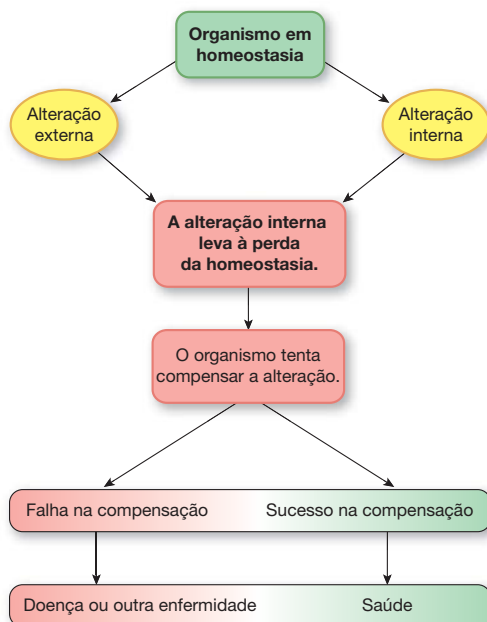 Organismo em
homeostasia
Alteração
externa
Alteração
interna
A alteração interna
leva à perda
da homeostasia.
O organismo tenta
compensar a alteração.
Falha na compensação
Sucesso na compensação
Doença ou outra enfermidade
Saúde